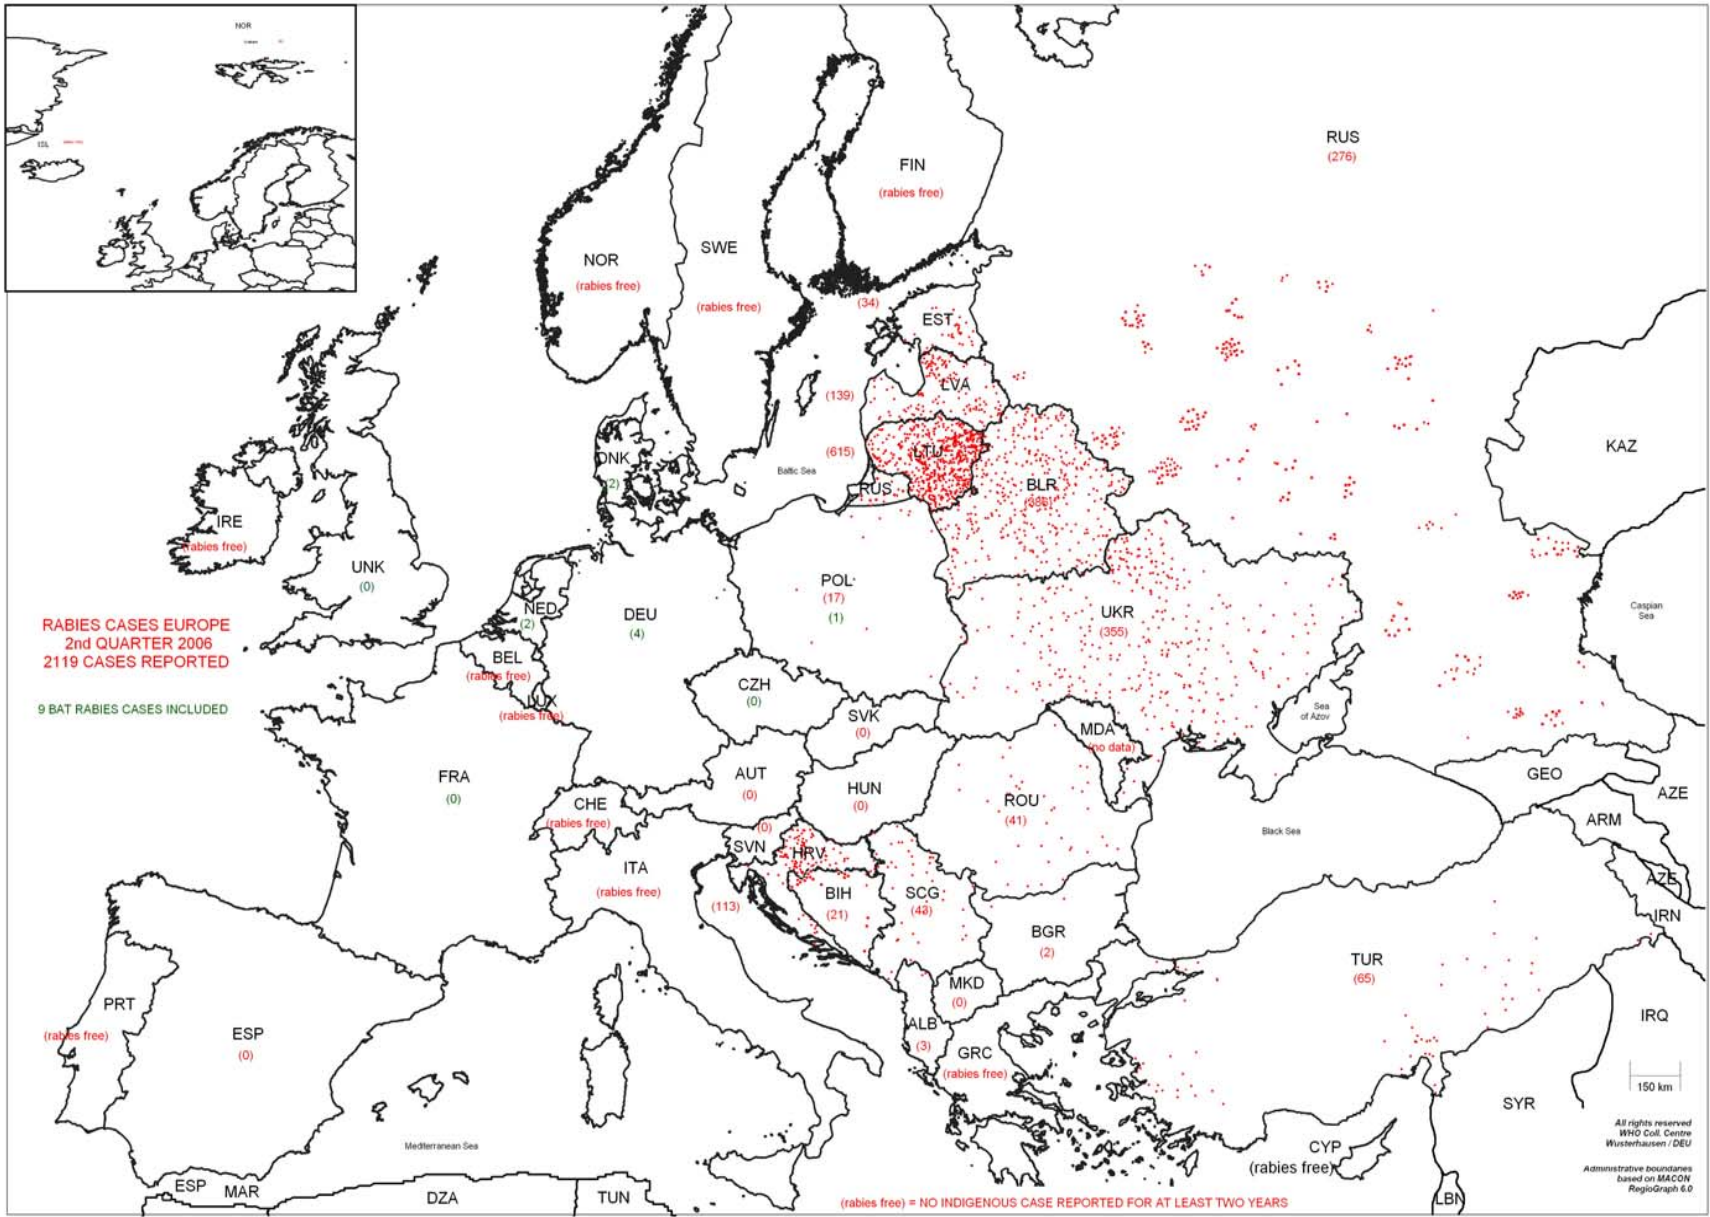 NOR
ISL
RUS
(276)
FIN
(rabies free)
SWE
(rabies free)
NOR
(rabies free)
(34)
EST
(139)
LVA
(615)
LTU
KAZ
DNK
(2)
Baltic Sea
RUS
BLR
IRE
(rabies free)
UNK
(0)
POL
(17)
(1)
NED
(2)
DEU
(4)
UKR
(355)
Caspian
Sea
RABIES CASES EUROPE
2nd QUARTER 2006
2119 CASES REPORTED
BEL
(rabies free)
CZH
(0)
LUX
(rabies free)
9 BAT RABIES CASES INCLUDED
SVK
(0)
Sea
of Azov
MDA
(no data)
FRA
(0)
AUT
(0)
HUN
(0)
GEO
AZE
CHE
(rabies free)
ROU
(41)
ARM
(0)
Black Sea
SVN
HRV
ITA
(rabies free)
BIH
(21)
SCG
(43)
AZE
(113)
IRN
BGR
(2)
TUR
(65)
MKD
(0)
PRT
(rabies free)
ESP
(0)
ALB
(3)
GRC
(rabies free)
IRQ
150 km
SYR
All rights reserved
WHO Coll. Centre
Wusterhausen / DEU
Mediterranean Sea
CYP
(rabies free)
Administrative boundanes
based on MACON
RegioGraph 6.0
ESP
MAR
DZA
TUN
LBN
(rabies free) = NO INDIGENOUS CASE REPORTED FOR AT LEAST TWO YEARS